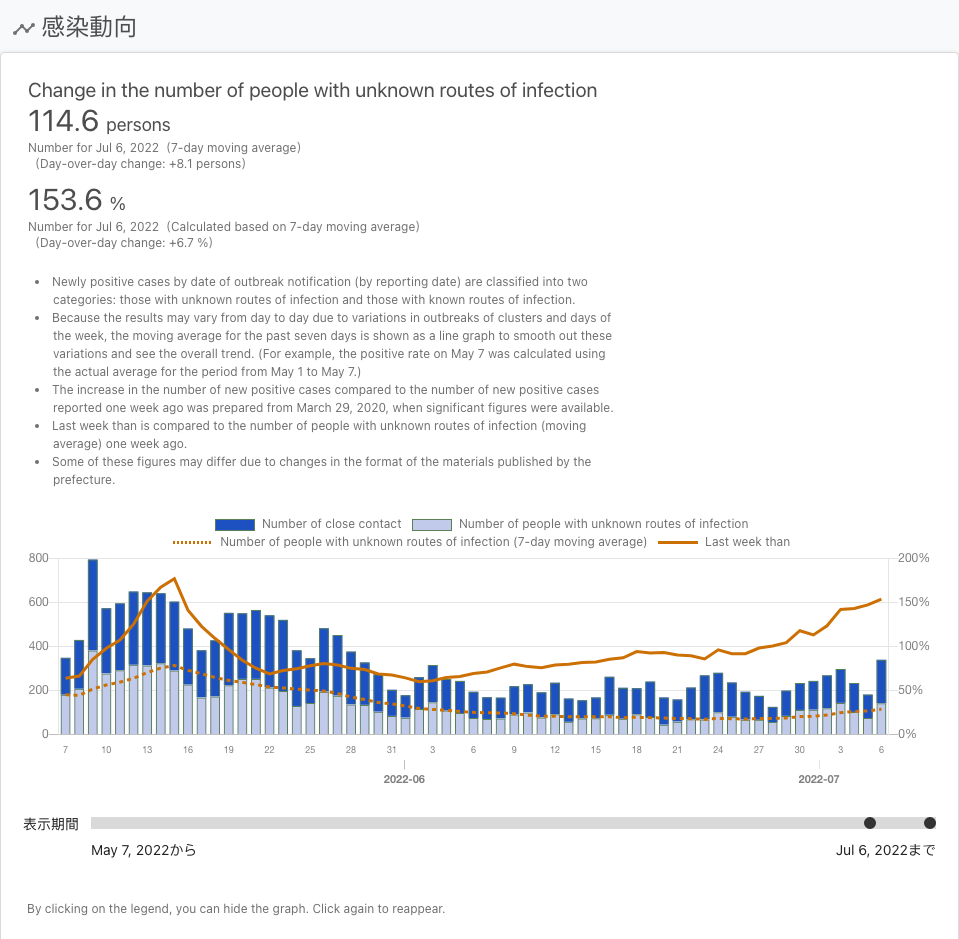 感染動向
Change in the number of people with unknown routes of infection
114.6 persons
Number for Jul 6, 2022 (7-day moving average)
(Day-over-day change: +8.1 persons)
153.6 %
Number for Jul 6, 2022 (Calculated based on 7-day moving average)
(Day-over-day change: +6.7 %)
• Newly positive cases by date of outbreak notification (by reporting date) are classified into two
categories: those with unknown routes of infection and those with known routes of infection.
• Because the results may vary from day to day due to variations in outbreaks of clusters and days of
the week, the moving average for the past seven days is shown as a line graph to smooth out these
variations and see the overall trend. (For example, the positive rate on May 7 was calculated using
the actual average for the period from May 1 to May 7.)
• The increase in the number of new positive cases compared to the number of new positive cases
reported one week ago was prepared from March 29, 2020, when significant figures were available.
• Last week than is compared to the number of people with unknown routes of infection (moving
average) one week ago.
• Some of these figures may differ due to changes in the format of the materials published by the
prefecture.
Number of close contact Number of people with unknown routes of infection
Number of people with unknown routes of infection (7-day moving average) Last week than
800 200%
600 150%
400 100%
200 50%
0 0%
7 10 13 16 19 22 25 28 31 3 6 9 12 15 18 21 24 27 30 3 6
2022-06 2022-07
表示期間
May 7, 2022から Jul 6, 2022まで
By clicking on the legend, you can hide the graph. Click again to reappear.